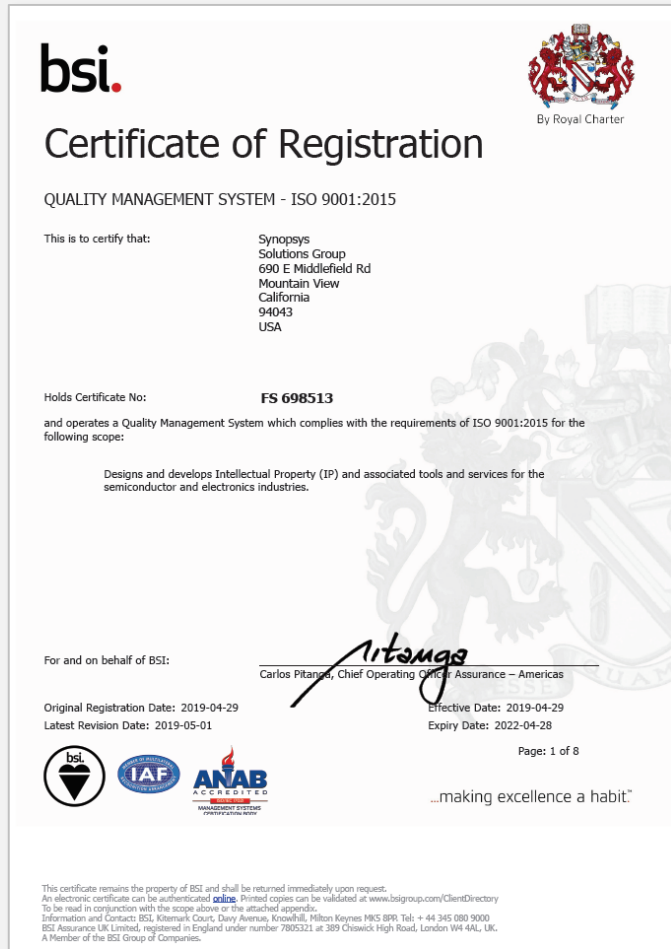 bsi.
By Royal Charter
Certificate of Registration
QUALITY MANAGEMENT SYSTEM - ISO 9001:2015
This is to certify that:
Synopsys
Solutions Group
690 E Middlefield Rd
Mountain View
California
94043
USA
Holds Certificate No:
FS 698513
and operates a Quality Management System which complies with the requirements of ISO 9001:2015 for the
following scope:
Designs and develops Intellectual Property (IP) and associated tools and services for the
semiconductor and electronics industries.
For and on behalf of BSI:
Pitanga
Carlos Pitanga, Chief Operating Officer Assurance – Americas
Original Registration Date: 2019-04-29
Effective Date: 2019-04-29
Latest Revision Date: 2019-05-01
Expiry Date: 2022-04-28
Page: 1 of 8
bsi.
IAF
ANAB
ACCREDITED
MANAGEMENT SYSTEMS
CERTIFICATION BODY
...making excellence a habit.™
This certificate remains the property of BSI and shall be returned immediately upon request.
An electronic certificate can be authenticated online. Printed copies can be validated at www.bsigroup.com/ClientDirectory
To be read in conjunction with the scope above or the attached appendix.
Information and Contact: BSI, Kitemark Court, Davy Avenue, Knowlhill, Milton Keynes MK5 8PP. Tel: + 44 345 080 9000
BSI Assurance UK Limited, registered in England under number 7805321 at 389 Chiswick High Road, London W4 4AL, UK.
A Member of the BSI Group of Companies.